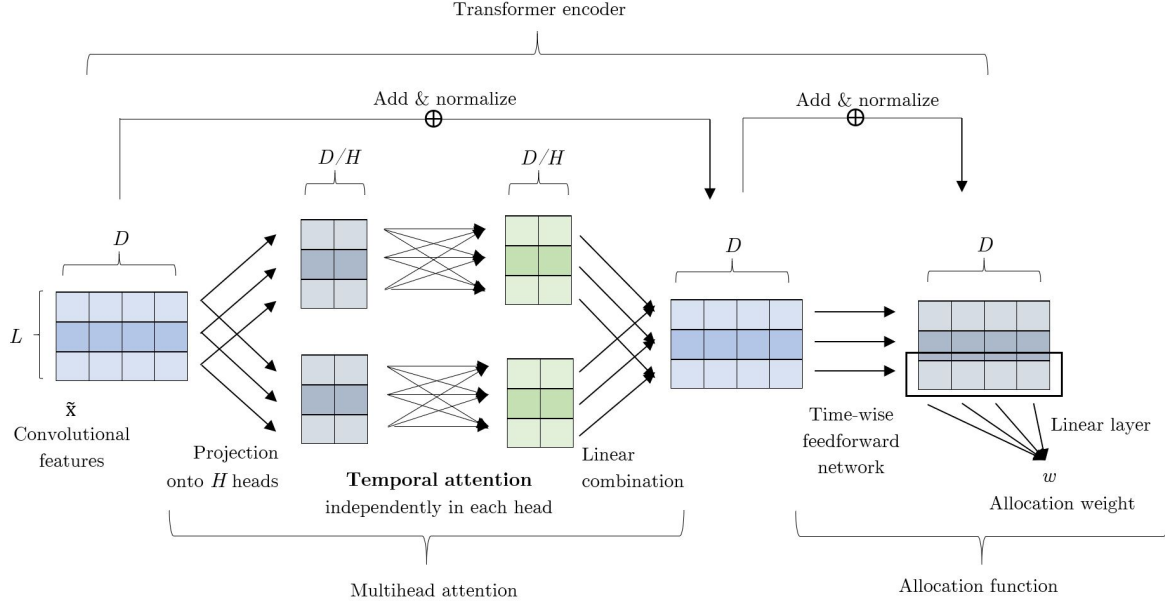 Transformer encoder
Add & normalize
Add & normalize
⊕
⊕
D/H
D/H
D
D
D
L
x̃
Convolutional
features
Projection
onto H heads
Temporal attention
independently in each head
Linear
combination
Time-wise
feedforward
network
Linear layer
w
Allocation weight
Multihead attention
Allocation function